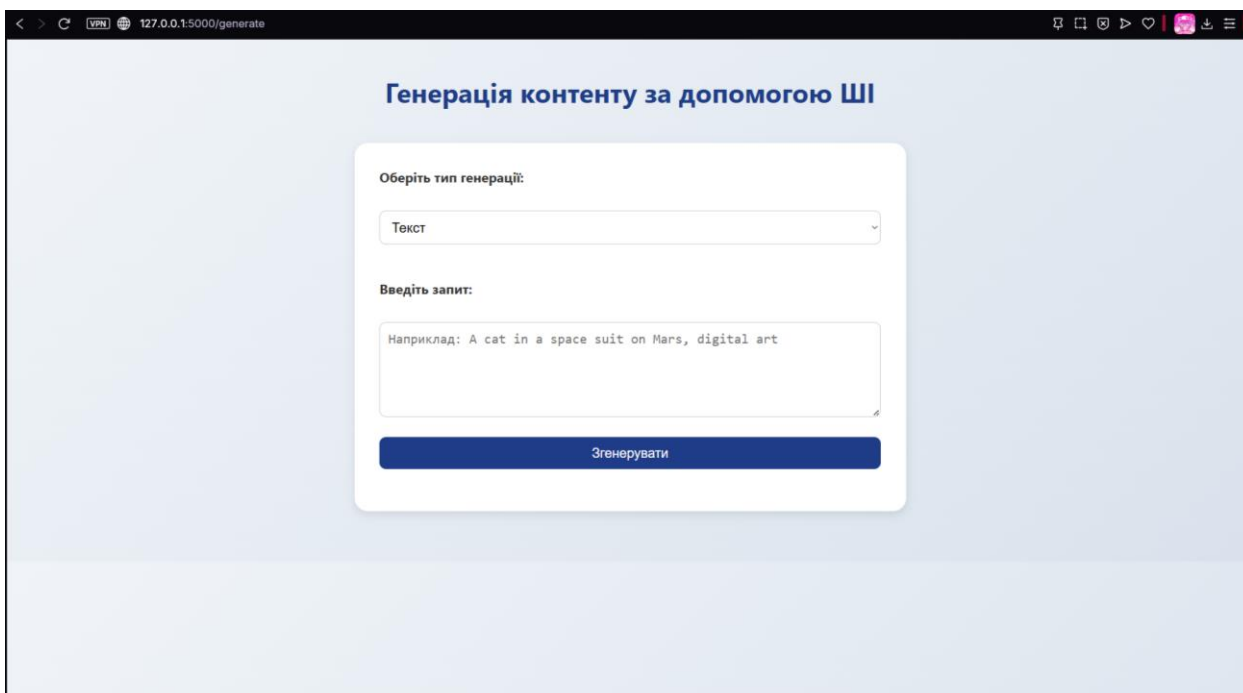 VPN 127.0.0.1:5000/generate
Генерація контенту за допомогою ШІ
Оберіть тип генерації:
Текст
Введіть запит:
Наприклад: A cat in a space suit on Mars, digital art
Згенерувати